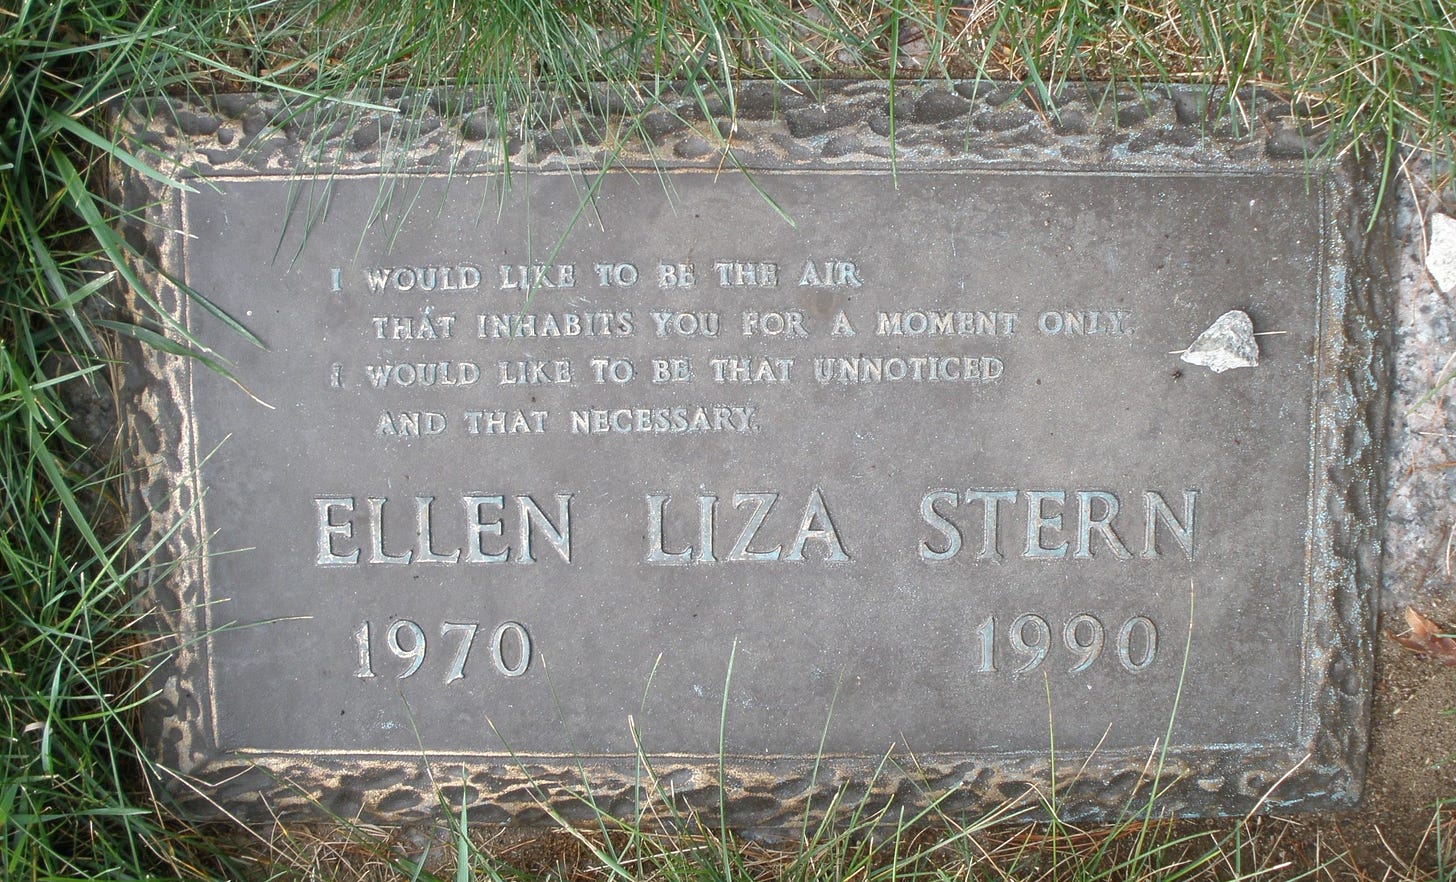 I WOULD LIKE TO BE THE AIR
THAT INHABITS YOU FOR A MOMENT ONLY.
I WOULD LIKE TO BE THAT UNNOTICED
AND THAT NECESSARY.
ELLEN LIZA STERN
1970 1990